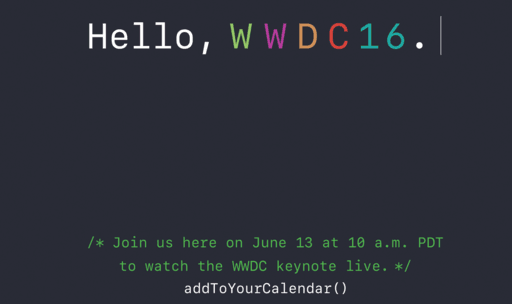 Hello, WWDC16.
/* Join us here on June 13 at 10 a.m. PDT
to watch the WWDC keynote live. */
addToYourCalendar()